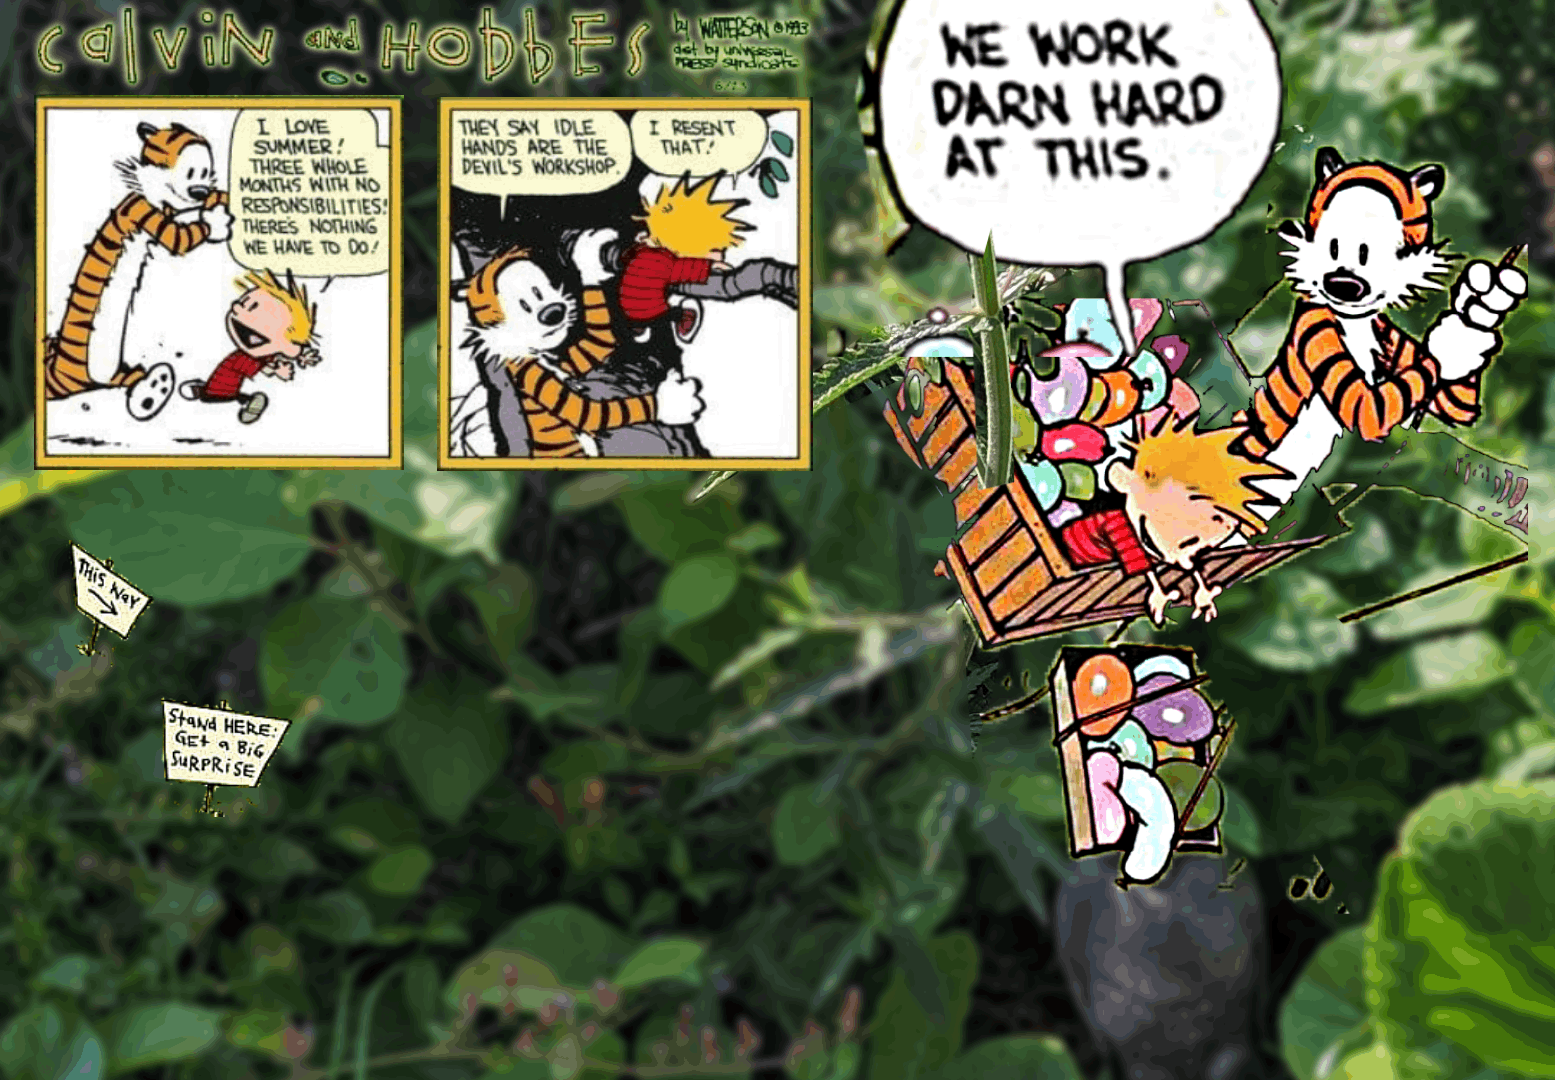 CALVIN and HOBBES
by WATTERSON © 1993
dist. by universal
PRESS syndicate
I LOVE
SUMMER!
THREE WHOLE
MONTHS WITH NO
RESPONSIBILITIES!
THERE'S NOTHING
WE HAVE TO DO!
THEY SAY IDLE
HANDS ARE THE
DEVIL'S WORKSHOP.
I RESENT
THAT!
WE WORK
DARN HARD
AT THIS.
THIS WAY
STAND HERE:
GET a BIG
SURPRISE